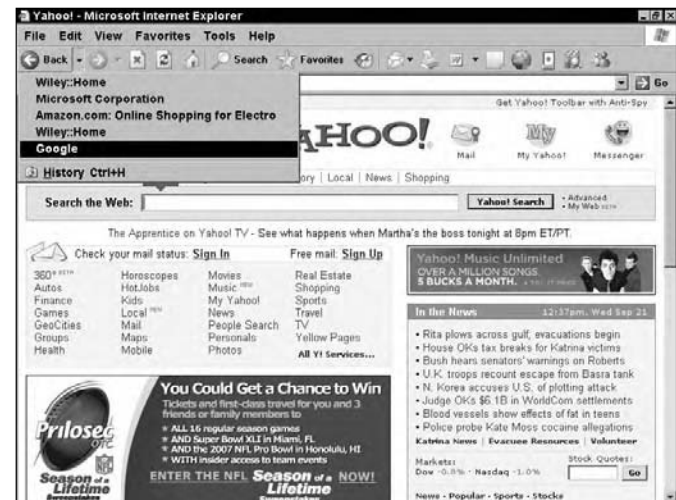 Yahoo! - Microsoft Internet Explorer
File Edit View Favorites Tools Help
Back Search Favorites
Go
Wiley::Home
Microsoft Corporation
Amazon.com: Online Shopping for Electro
Wiley::Home
Google
History Ctrl+H
Get Yahoo! Toolbar with Anti-Spy
AHOO!
Mail My Yahoo! Messenger
ory | Local | News | Shopping
Search the Web: Yahoo! Search • Advanced
• My Web BETA
The Apprentice on Yahoo! TV - See what happens when Martha's the boss tonight at 8pm ET/PT.
Check your mail status: Sign In Free mail: Sign Up
360° BETA Horoscopes Movies Real Estate
Autos HotJobs Music NEW Shopping
Finance Kids My Yahoo! Sports
Games Local NEW News Travel
GeoCities Mail People Search TV
Groups Maps Personals Yellow Pages
Health Mobile Photos All Y! Services...
Yahoo! Music Unlimited
OVER A MILLION SONGS.
5 BUCKS A MONTH.
In the News 12:37pm, Wed Sep 21
• Rita plows across gulf, evacuations begin
• House OKs tax breaks for Katrina victims
• Bush hears senators' warnings on Roberts
• U.K. troops recount escape from Basra tank
• N. Korea accuses U.S. of plotting attack
• Judge OKs $6.1B in WorldCom settlements
• Blood vessels show effects of fat in teens
• Police probe Kate Moss cocaine allegations
Katrina News | Evacuee Resources | Volunteer
Markets: Stock Quotes:
Dow -0.8% · Nasdaq -1.0% Go
News - Popular - Sports - Stocks
You Could Get a Chance to Win
Tickets and first-class travel for you and 3
friends or family members to
★ ALL 16 regular season games
★ AND Super Bowl XLI in Miami, FL
★ AND the 2007 NFL Pro Bowl in Honolulu, HI
★ WITH insider access to team events
Prilosec
OTC
NFL
Season of a
Lifetime
Sweepstakes
ENTER THE NFL Season of a Lifetime NOW!
Sweepstakes